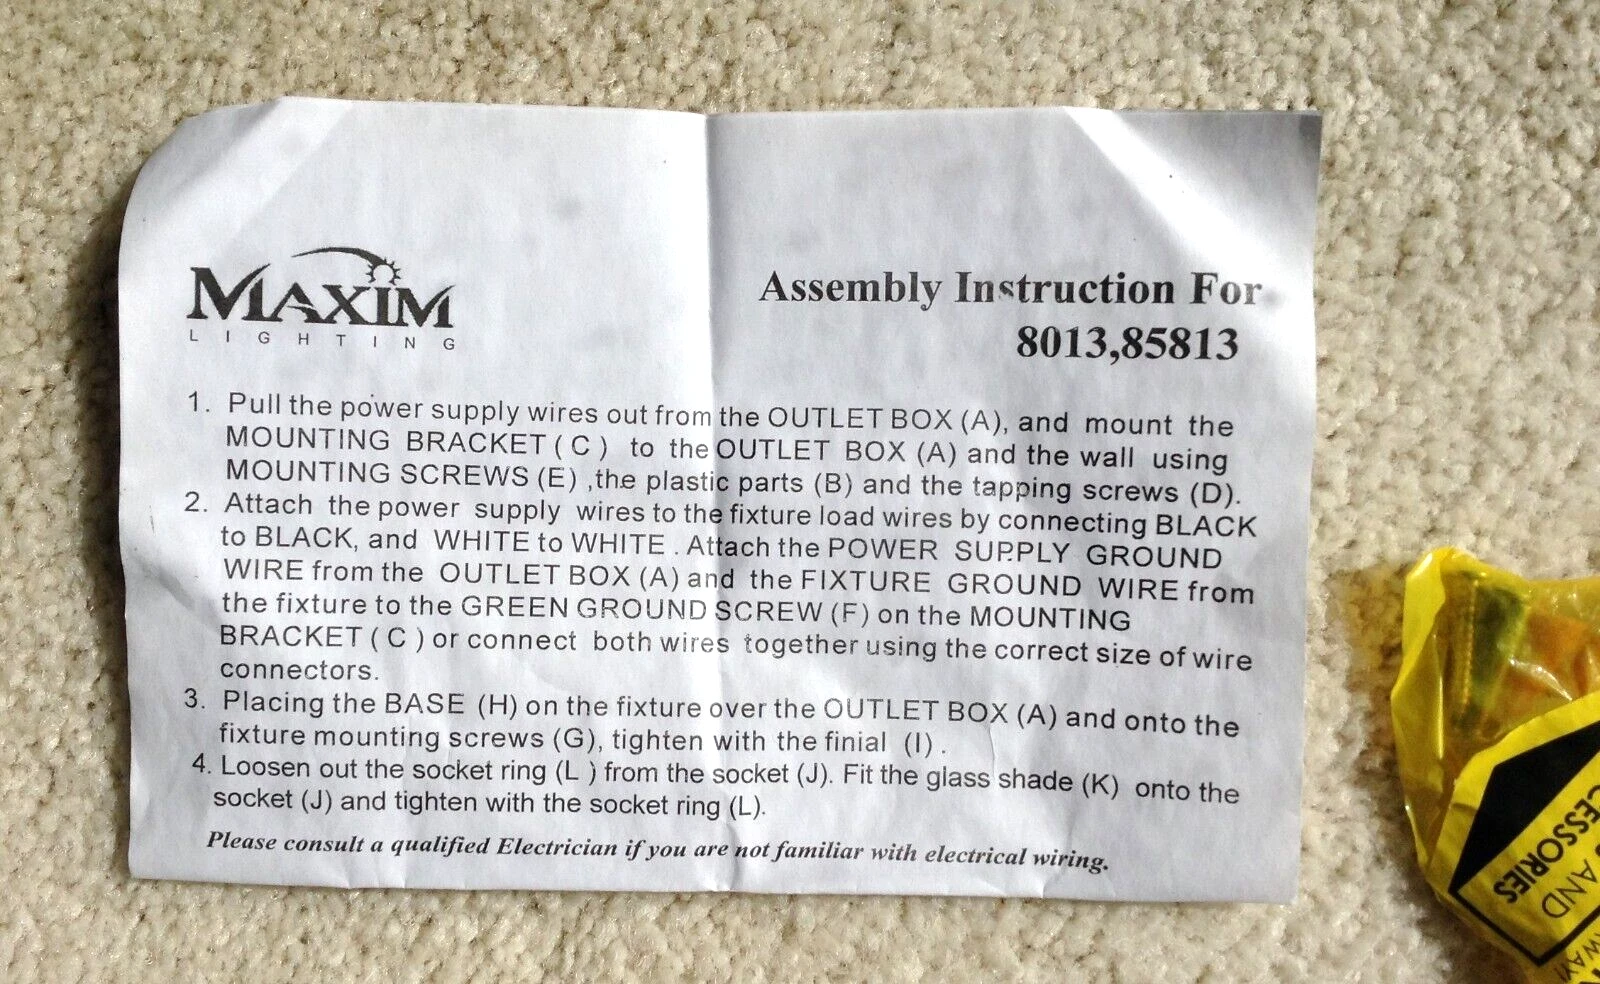 MAXIM
LIGHTING
Assembly Instruction For
8013,85813
1. Pull the power supply wires out from the OUTLET BOX (A), and mount the
MOUNTING BRACKET ( C ) to the OUTLET BOX (A) and the wall using
MOUNTING SCREWS (E) ,the plastic parts (B) and the tapping screws (D).
2. Attach the power supply wires to the fixture load wires by connecting BLACK
to BLACK, and WHITE to WHITE . Attach the POWER SUPPLY GROUND
WIRE from the OUTLET BOX (A) and the FIXTURE GROUND WIRE from
the fixture to the GREEN GROUND SCREW (F) on the MOUNTING
BRACKET ( C ) or connect both wires together using the correct size of wire
connectors.
3. Placing the BASE (H) on the fixture over the OUTLET BOX (A) and onto the
fixture mounting screws (G), tighten with the finial (I) .
4. Loosen out the socket ring (L ) from the socket (J). Fit the glass shade (K) onto the
socket (J) and tighten with the socket ring (L).
Please consult a qualified Electrician if you are not familiar with electrical wiring.
AND